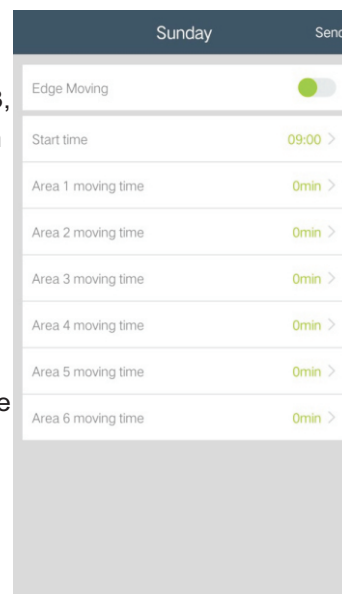 Sunday Send
Edge Moving
Start time 09:00 >
Area 1 moving time 0min >
Area 2 moving time 0min >
Area 3 moving time 0min >
Area 4 moving time 0min >
Area 5 moving time 0min >
Area 6 moving time 0min >